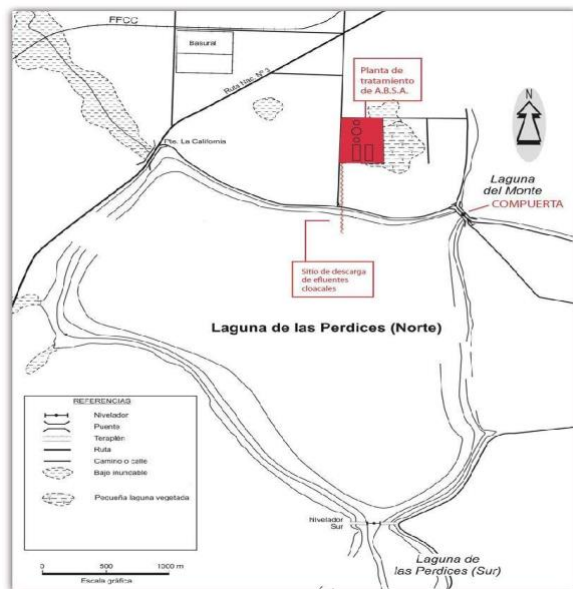 FFCC
Basural
Ruta Nac. Nº 3
Planta de
tratamiento
de A.B.S.A.
N
Pte. La California
Laguna
del Monte
COMPUERTA
Sitio de descarga
de efluentes
cloacales
Laguna de las Perdices (Norte)
REFERENCIAS
Nivelador
Puente
Terraplén
Ruta
Camino o calle
Bajo inundable
Pequeña laguna vegetada
Nivelador
Sur
Laguna de
las Perdices (Sur)
0 500 1000 m
Escala gráfica